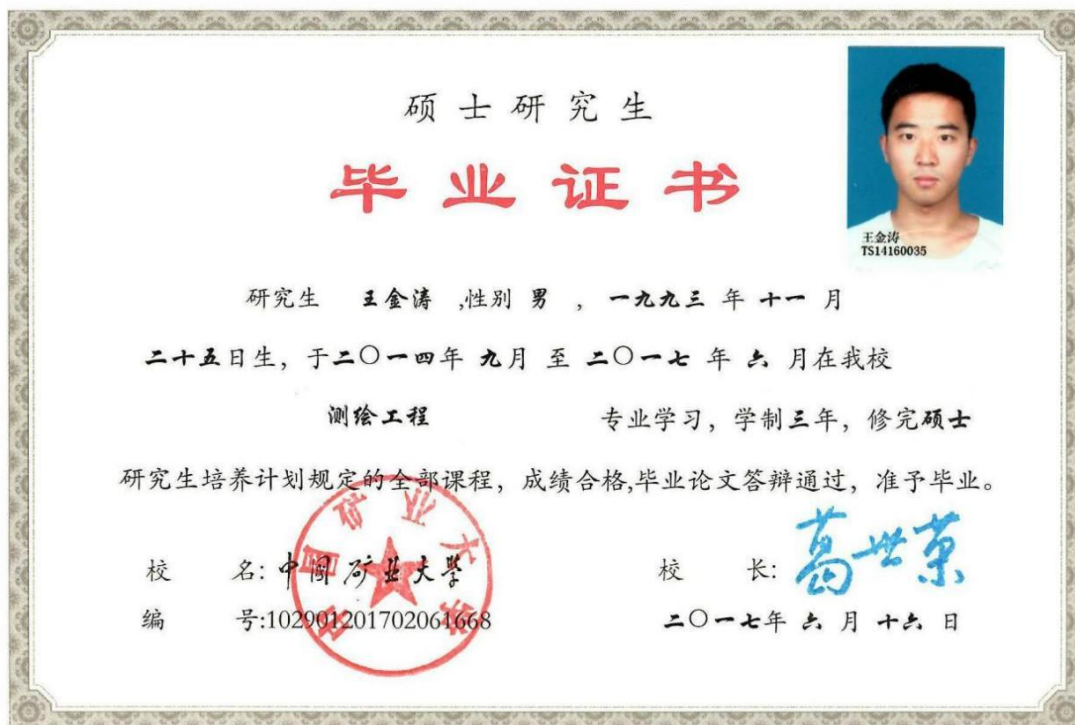 硕士研究生
毕业证书
王金涛
TS14160035
研究生 王金涛 ,性别 男 , 一九九三 年 十一 月
二十五日生, 于二〇一四年 九月 至 二〇一七 年 六 月在我校
测绘工程 专业学习, 学制三年, 修完硕士
研究生培养计划规定的全部课程, 成绩合格,毕业论文答辩通过, 准予毕业。
中国矿业大学
校 名: 中国矿业大学 校 长: 葛世荣
编 号:102901201702061668 二〇一七年 六 月 十六 日